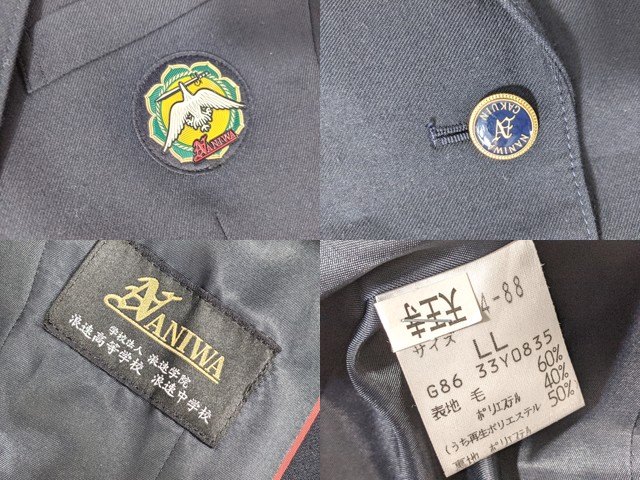 NANIWA
NANIWA
GAKUIN
NANIWA
学校法人 浪速学院
浪速高等学校 浪速中学校
天王寺
4-88
サイズ
LL
G86 33Y0835
表地 毛 60%
ポリエステル 40%
(うち再生ポリエステル 50%)
裏地 ポリエステル